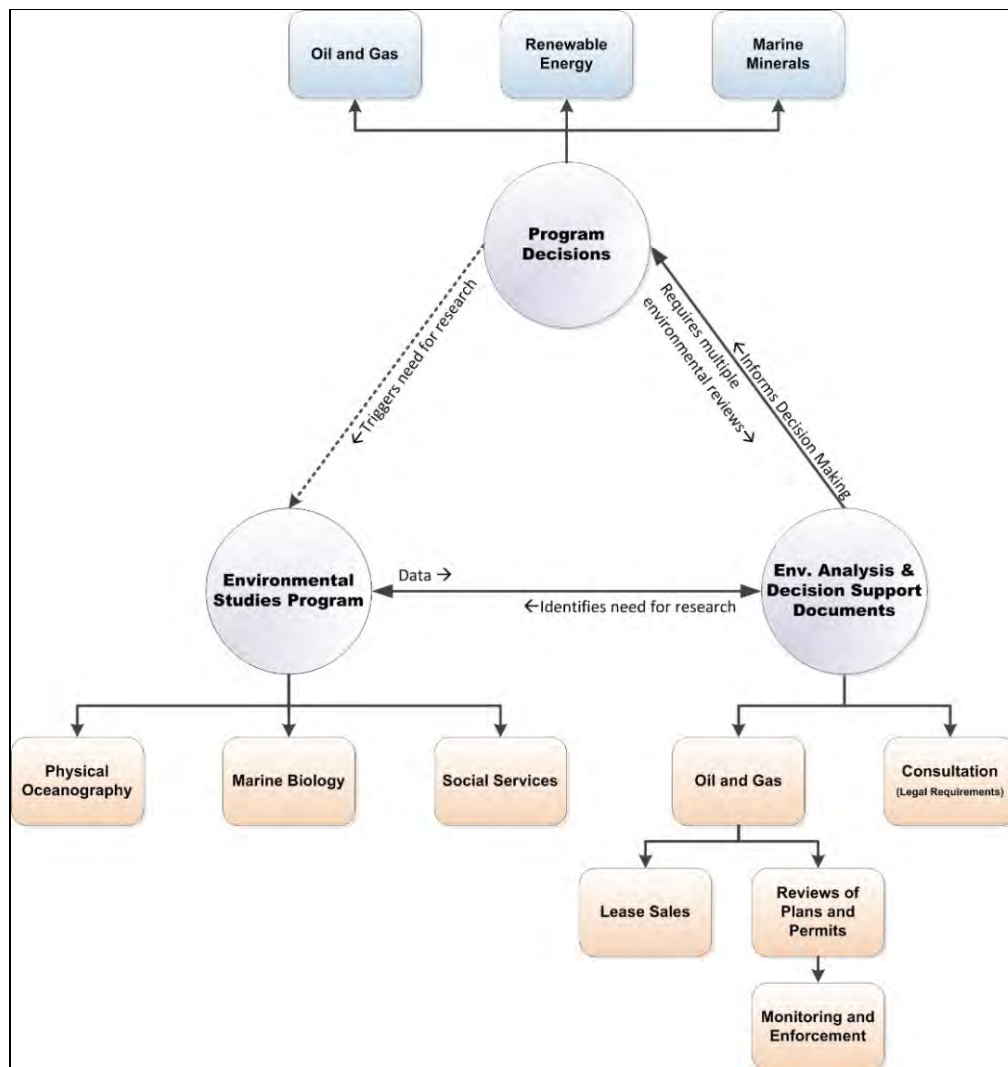 Oil and Gas
Renewable
Energy
Marine
Minerals
Program
Decisions
←Triggers need for research
Requires multiple
environmental reviews→
←Informs Decision Making
Environmental
Studies Program
Data →
←Identifies need for research
Env. Analysis &
Decision Support
Documents
Physical
Oceanography
Marine Biology
Social Services
Oil and Gas
Consultation
(Legal Requirements)
Lease Sales
Reviews of
Plans and
Permits
Monitoring and
Enforcement